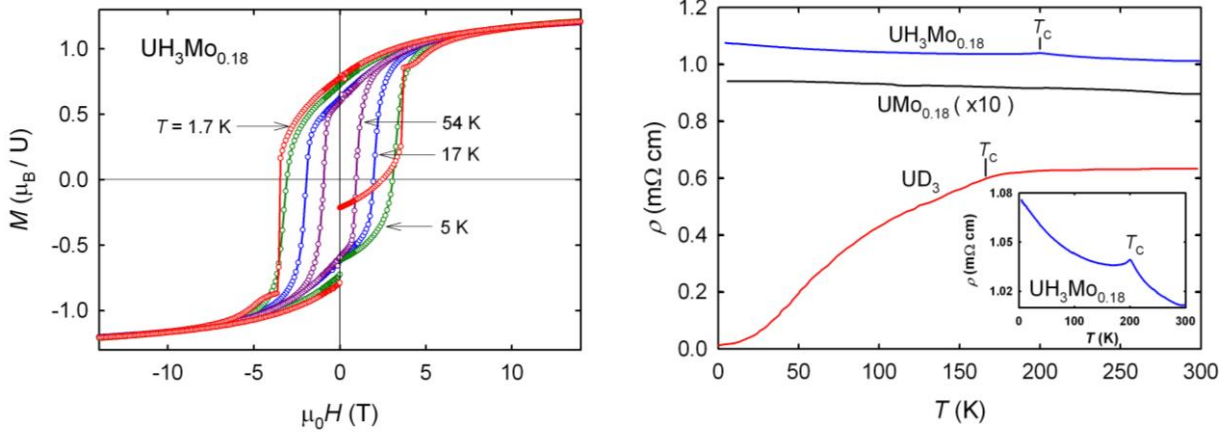 UH₃Mo₀.₁₈
T = 1.7 K
54 K
17 K
5 K
1.0
0.5
0.0
-0.5
-1.0
M (μB / U)
-10 -5 0 5 10
μ₀H (T)
1.2
1.0
0.8
0.6
0.4
0.2
0.0
ρ (mΩ cm)
TC
UH₃Mo₀.₁₈
UMo₀.₁₈ ( x10 )
TC
UD₃
1.08
1.05
1.02
ρ (mΩ cm)
TC
UH₃Mo₀.₁₈
0 100 200 300
T (K)
0 50 100 150 200 250 300
T (K)